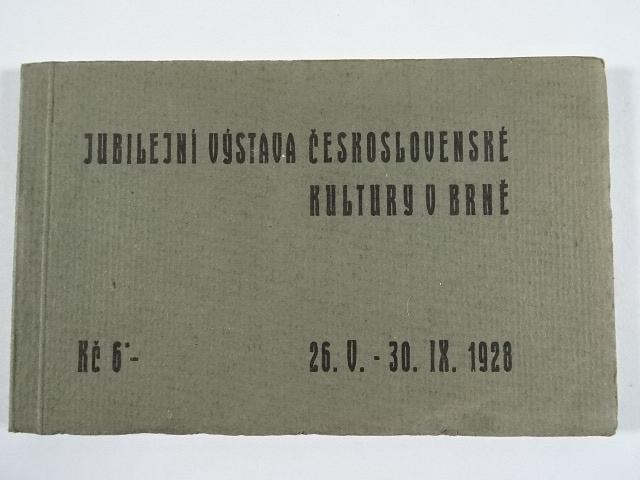 JUBILEJNÍ VÝSTAVA ČESKOSLOVENSKÉ
KULTURY V BRNĚ
Kč 6·- 26. V. - 30. IX. 1928